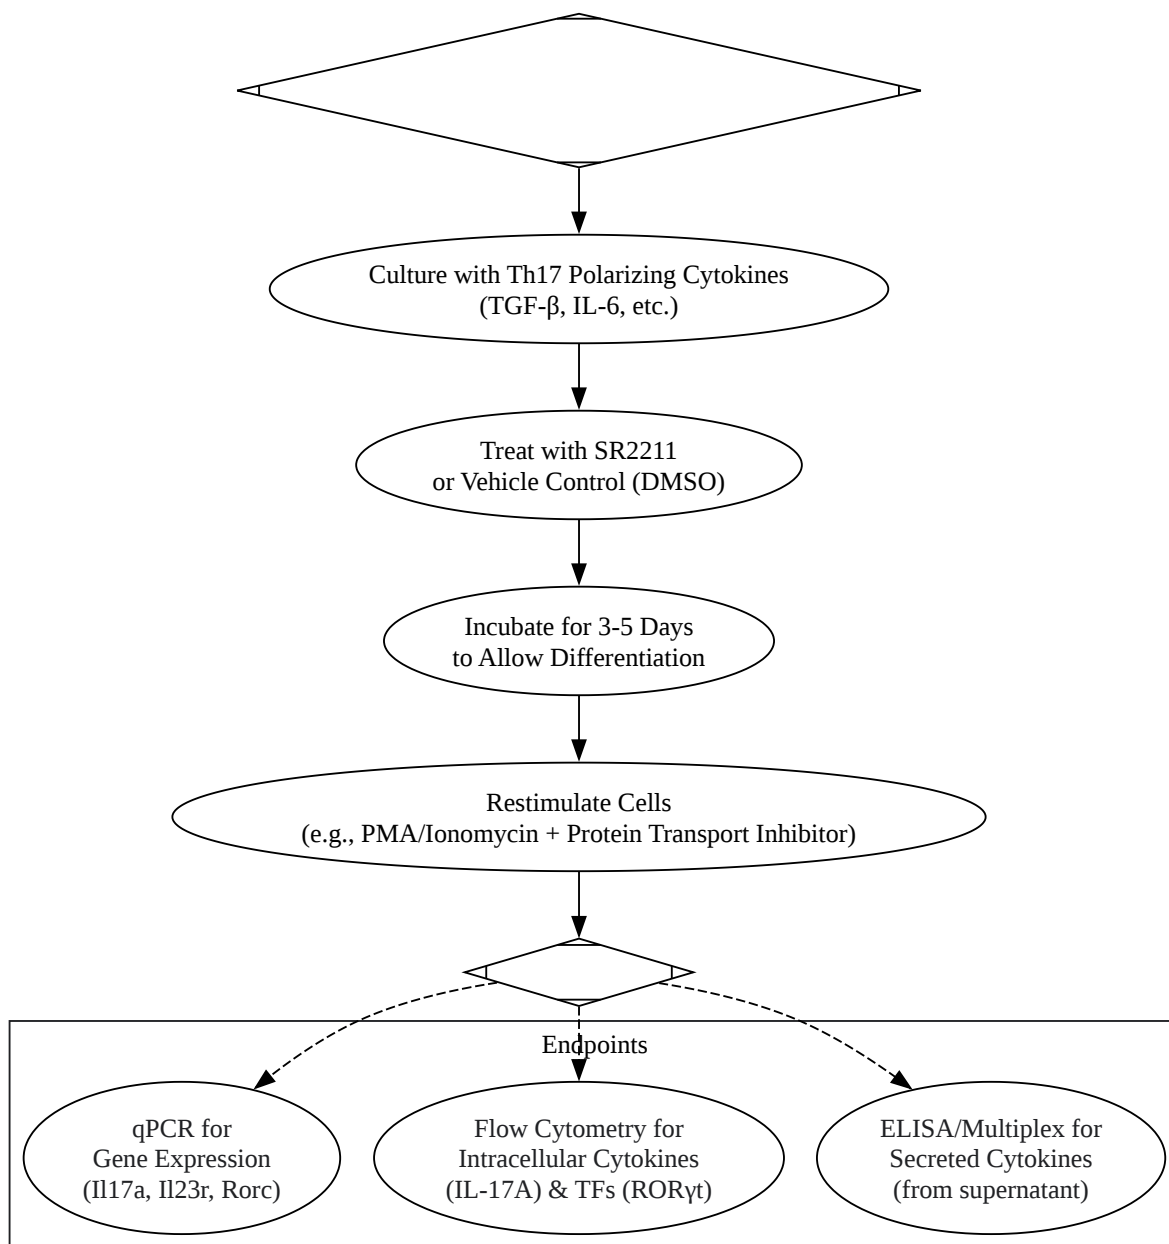 Culture with Th17 Polarizing Cytokines
(TGF-β, IL-6, etc.)
Treat with SR2211
or Vehicle Control (DMSO)
Incubate for 3-5 Days
to Allow Differentiation
Restimulate Cells
(e.g., PMA/Ionomycin + Protein Transport Inhibitor)
Endpoints
qPCR for
Gene Expression
(Il17a, Il23r, Rorc)
Flow Cytometry for
Intracellular Cytokines
(IL-17A) & TFs (RORγt)
ELISA/Multiplex for
Secreted Cytokines
(from supernatant)